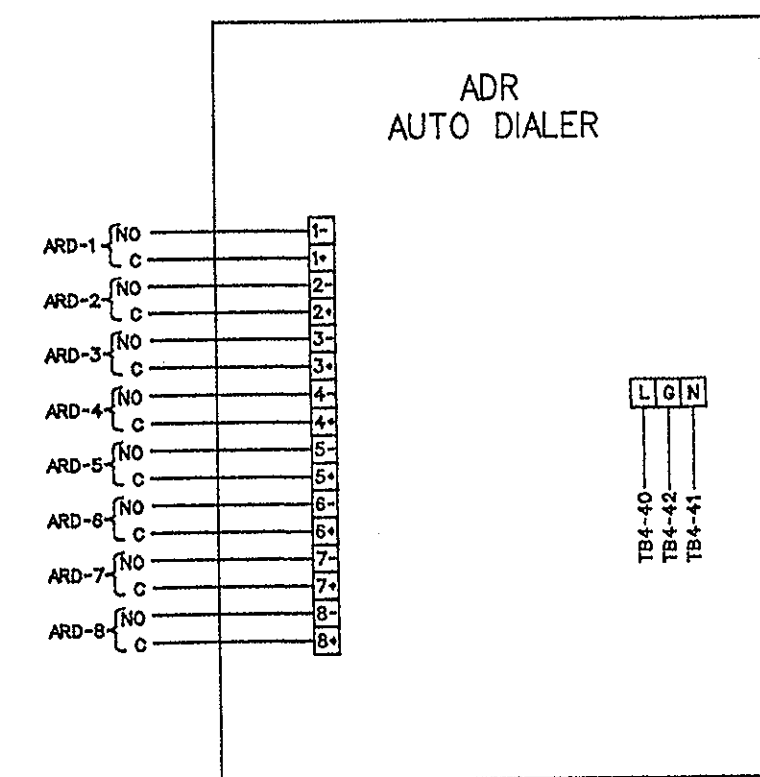 ADR
AUTO DIALER
ARD-1 NO 1-
C 1+
ARD-2 NO 2-
C 2+
ARD-3 NO 3-
C 3+
ARD-4 NO 4-
C 4+
ARD-5 NO 5-
C 5+
ARD-6 NO 6-
C 6+
ARD-7 NO 7-
C 7+
ARD-8 NO 8-
C 8+
L G N
TB4-40
TB4-42
TB4-41